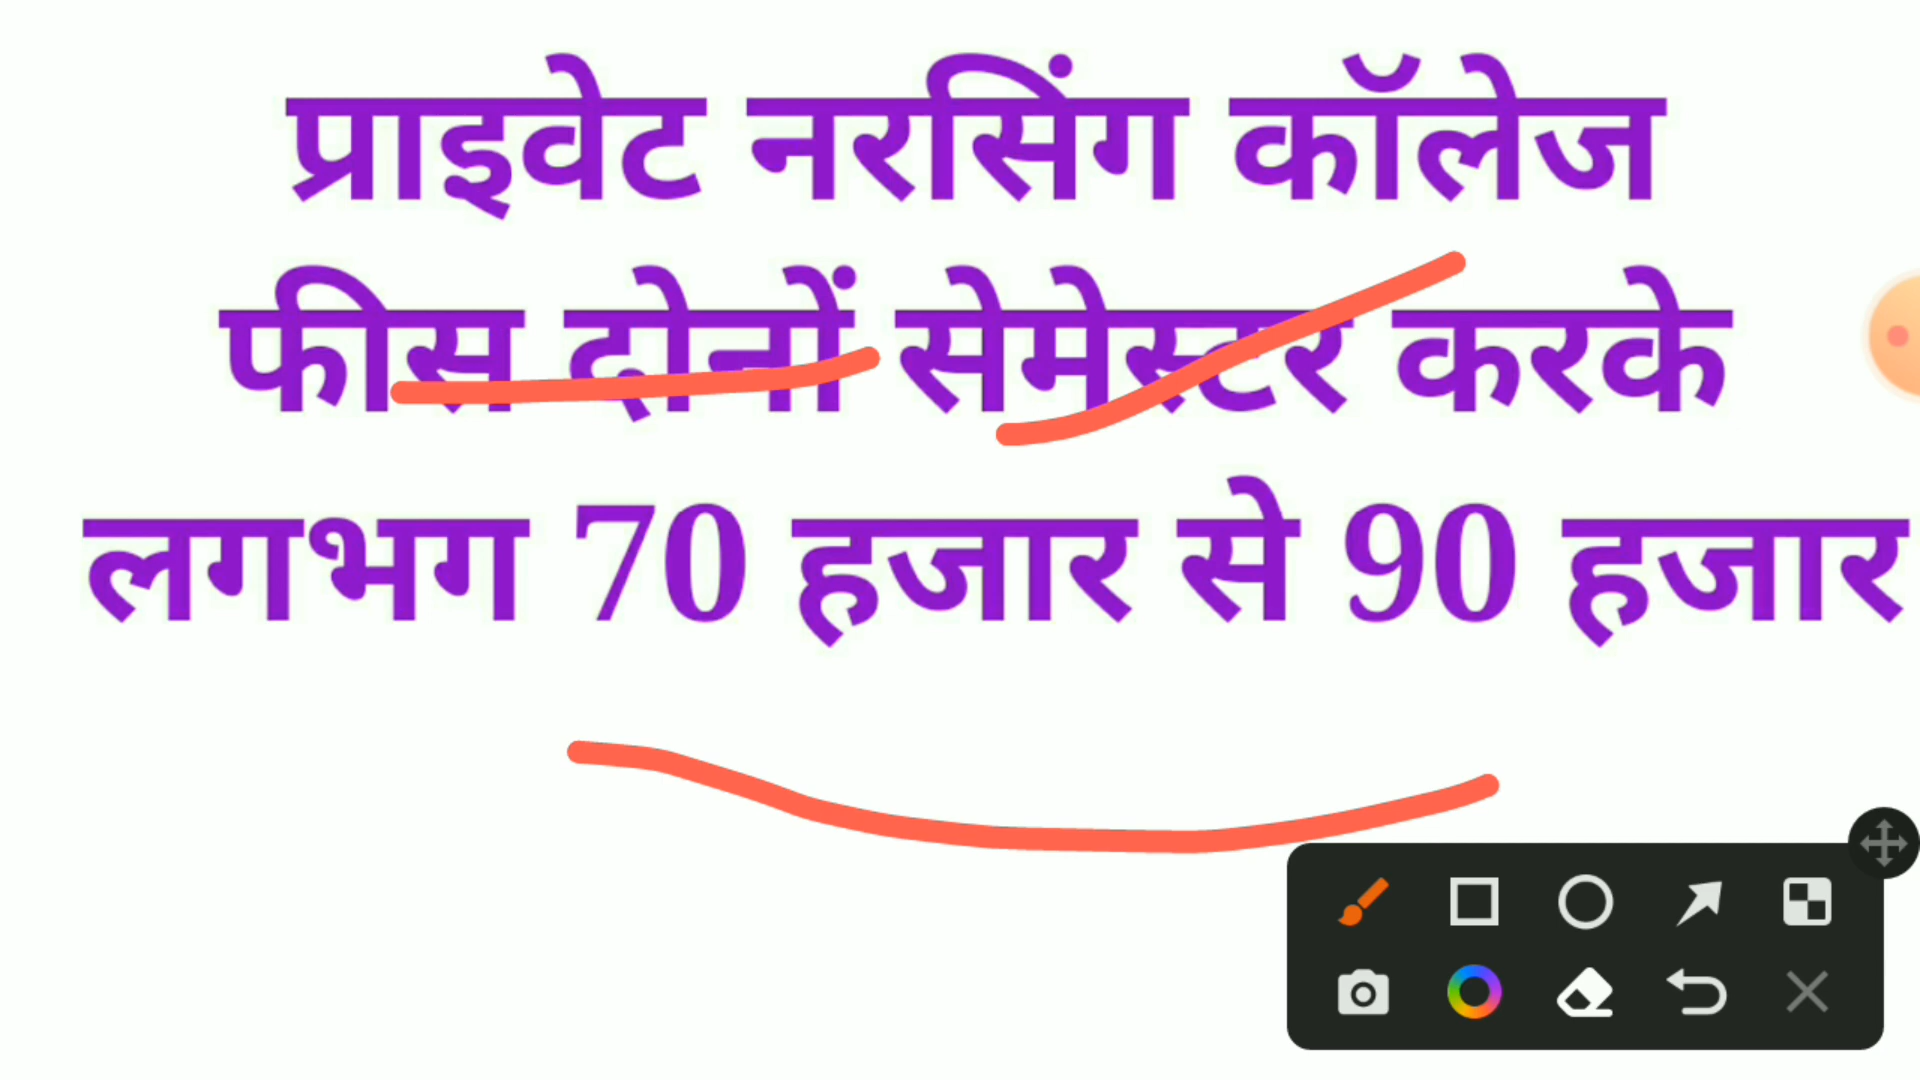 प्राइवेट नरसिंग कॉलेज
फीस दोनों सेमेस्टर करके
लगभग 70 हजार से 90 हजार